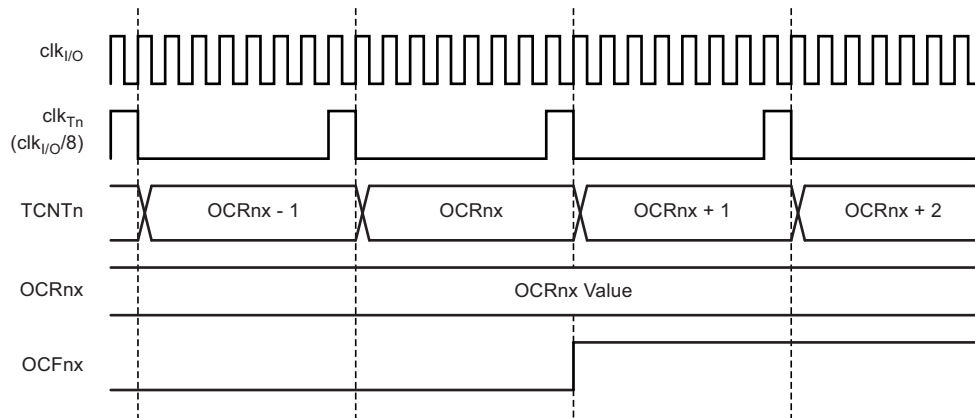 clkI/O
clkTn
(clkI/O/8)
TCNTn
OCRnx - 1
OCRnx
OCRnx + 1
OCRnx + 2
OCRnx
OCRnx Value
OCFnx